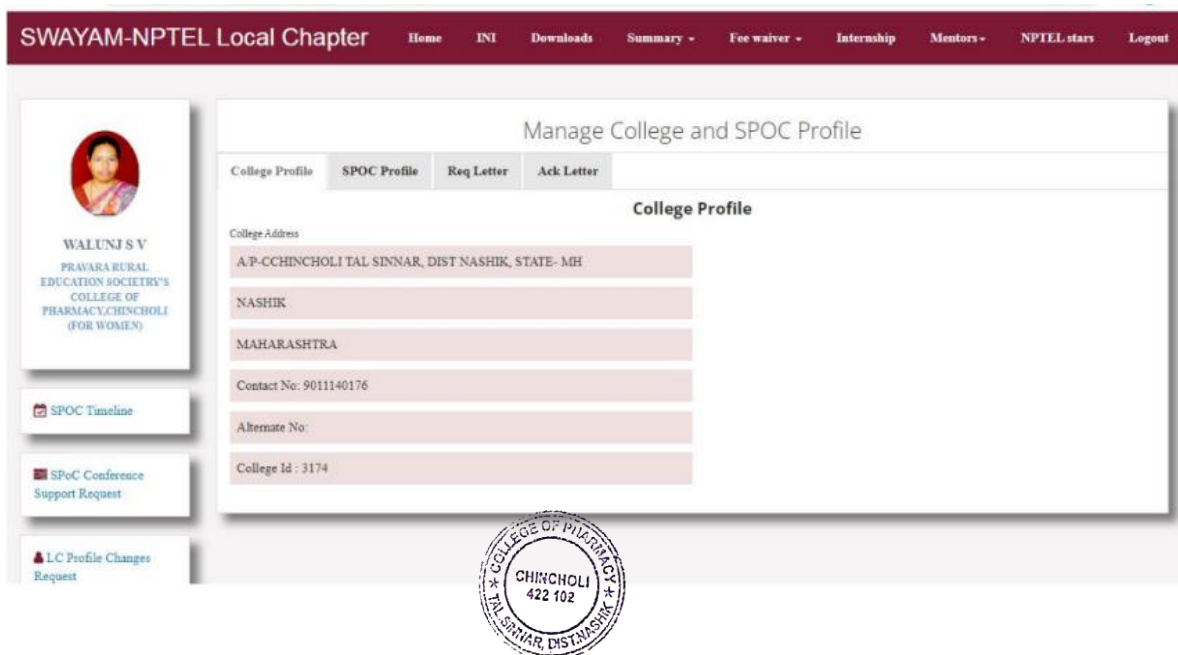 SWAYAM-NPTEL Local Chapter Home INI Downloads Summary Fee waiver Internship Mentors NPTEL stars Logout
WALUNJ S V
PRAVARA RURAL
EDUCATION SOCIETRY'S
COLLEGE OF
PHARMACY,CHINCHOLI
(FOR WOMEN)
SPOC Timeline
SPoC Conference
Support Request
LC Profile Changes
Request
Manage College and SPOC Profile
College Profile SPOC Profile Req Letter Ack Letter
College Profile
College Address
A/P-CCHINCHOLI TAL SINNAR, DIST NASHIK, STATE- MH
NASHIK
MAHARASHTRA
Contact No: 9011140176
Alternate No:
College Id : 3174
COLLEGE OF PHARMACY
CHINCHOLI
422 102
TAL.SINNAR, DIST.NASHIK